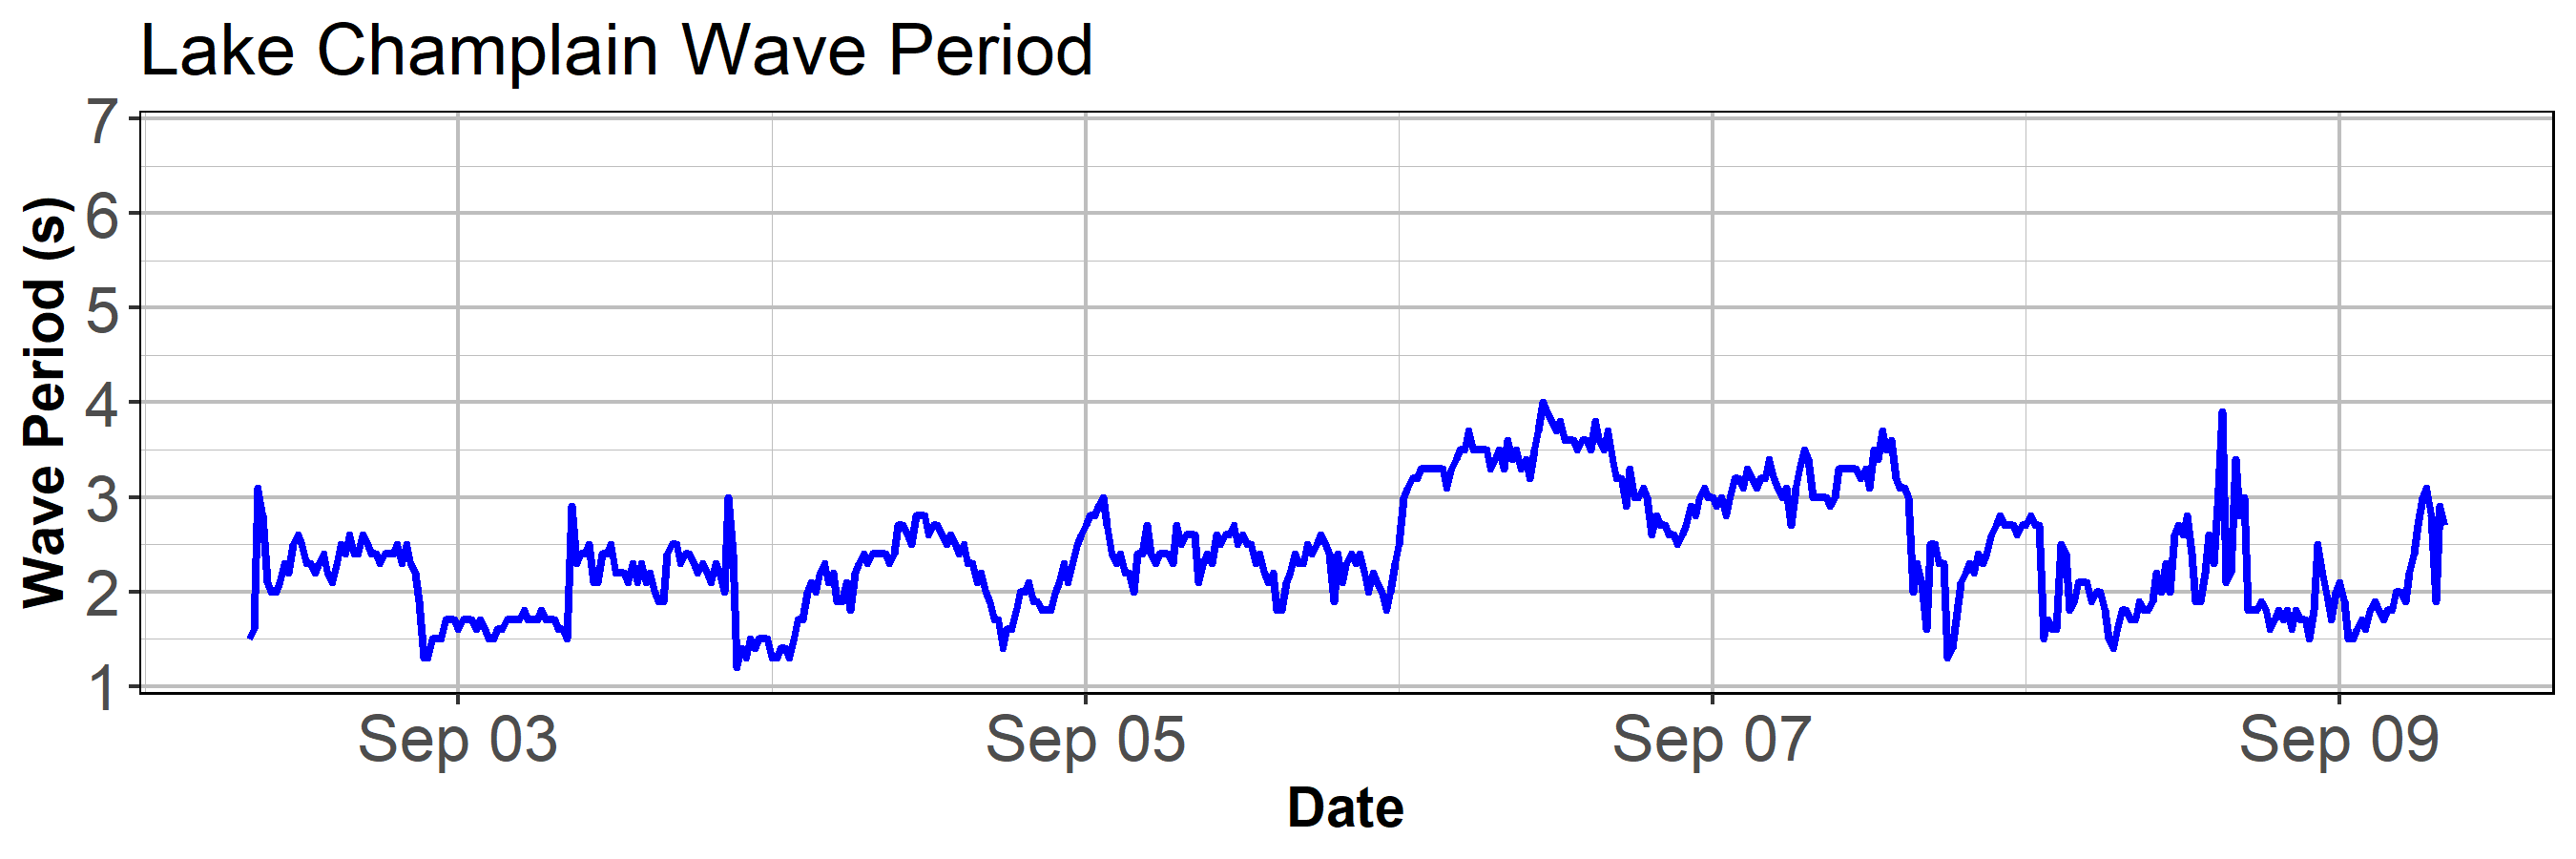 Lake Champlain Wave Period
Wave Period (s)
7
6
5
4
3
2
1
Sep 03
Sep 05
Sep 07
Sep 09
Date